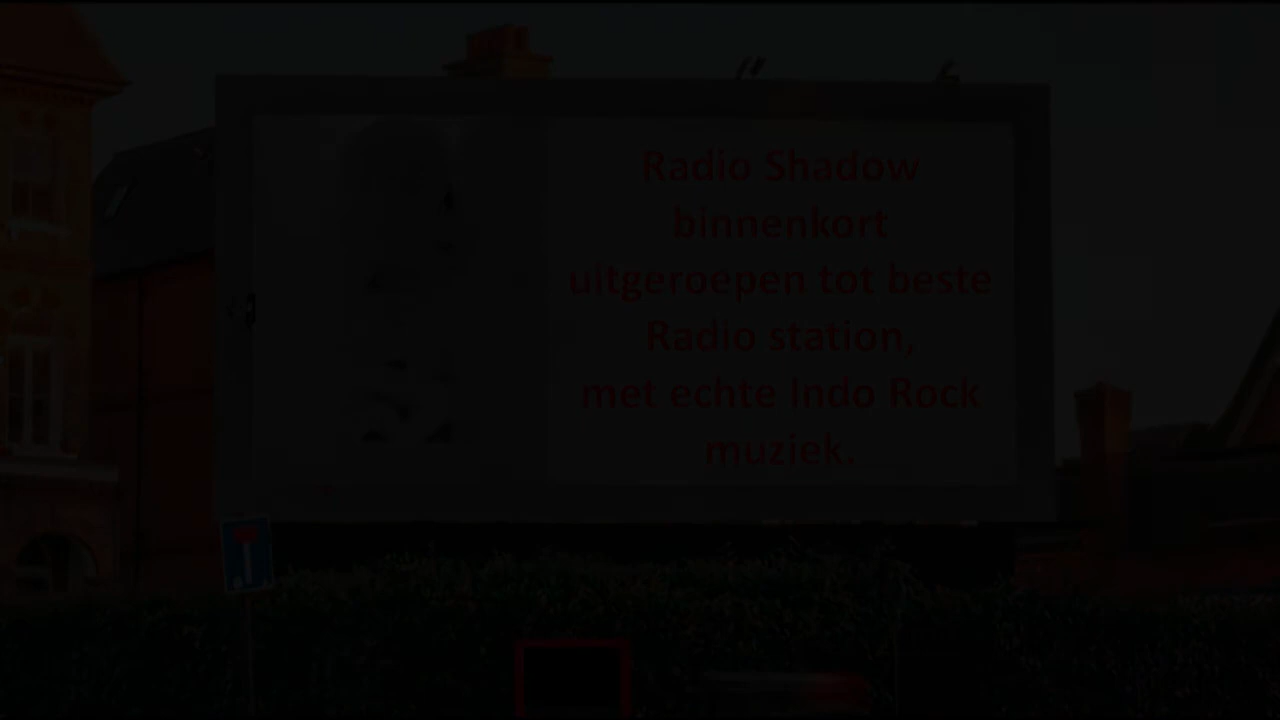 Radio Shadow
binnenkort
uitgeroepen tot beste
Radio station,
met echte Indo Rock
muziek.